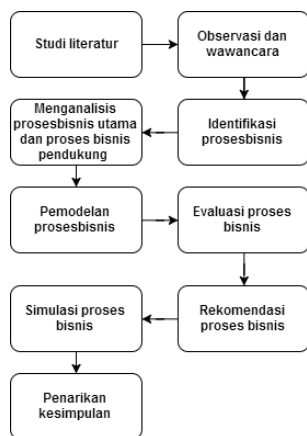 Studi literatur
Observasi dan
wawancara
Menganalisis
prosesbisnis utama
dan proses bisnis
pendukung
Identifikasi
prosesbisnis
Pemodelan
prosesbisnis
Evaluasi proses
bisnis
Simulasi proses
bisnis
Rekomendasi
proses bisnis
Penarikan
kesimpulan